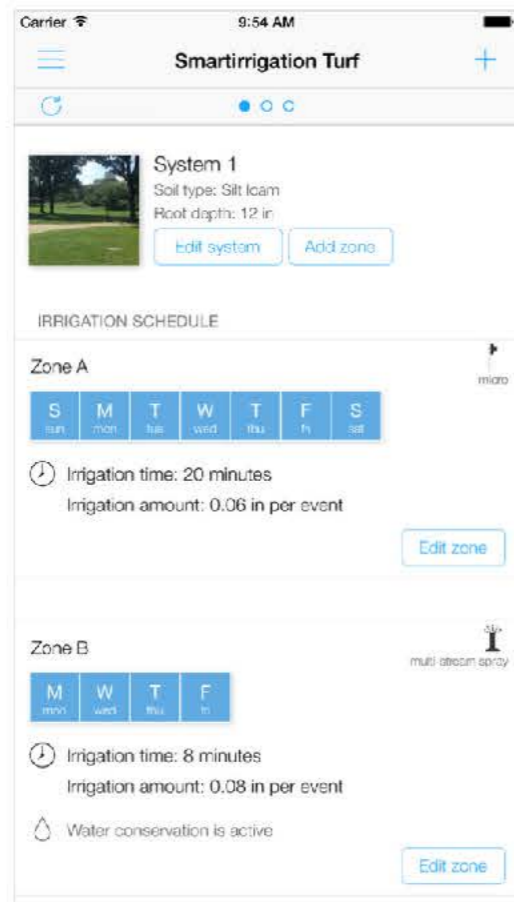 Carrier 9:54 AM
Smartirrigation Turf
System 1
Soil type: Silt loam
Root depth: 12 in
Edit system Add zone
IRRIGATION SCHEDULE
Zone A
micro
S M T W T F S
sun mon tue wed thu fri sat
Irrigation time: 20 minutes
Irrigation amount: 0.06 in per event
Edit zone
Zone B
multi-stream spray
M W T F
mon wed thu fri
Irrigation time: 8 minutes
Irrigation amount: 0.08 in per event
Water conservation is active
Edit zone